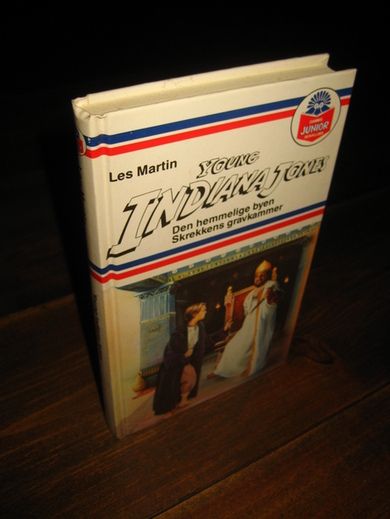 Les Martin
YOUNG
INDIANA JONES
Den hemmelige byen
Skrekkens gravkammer
JUNIOR